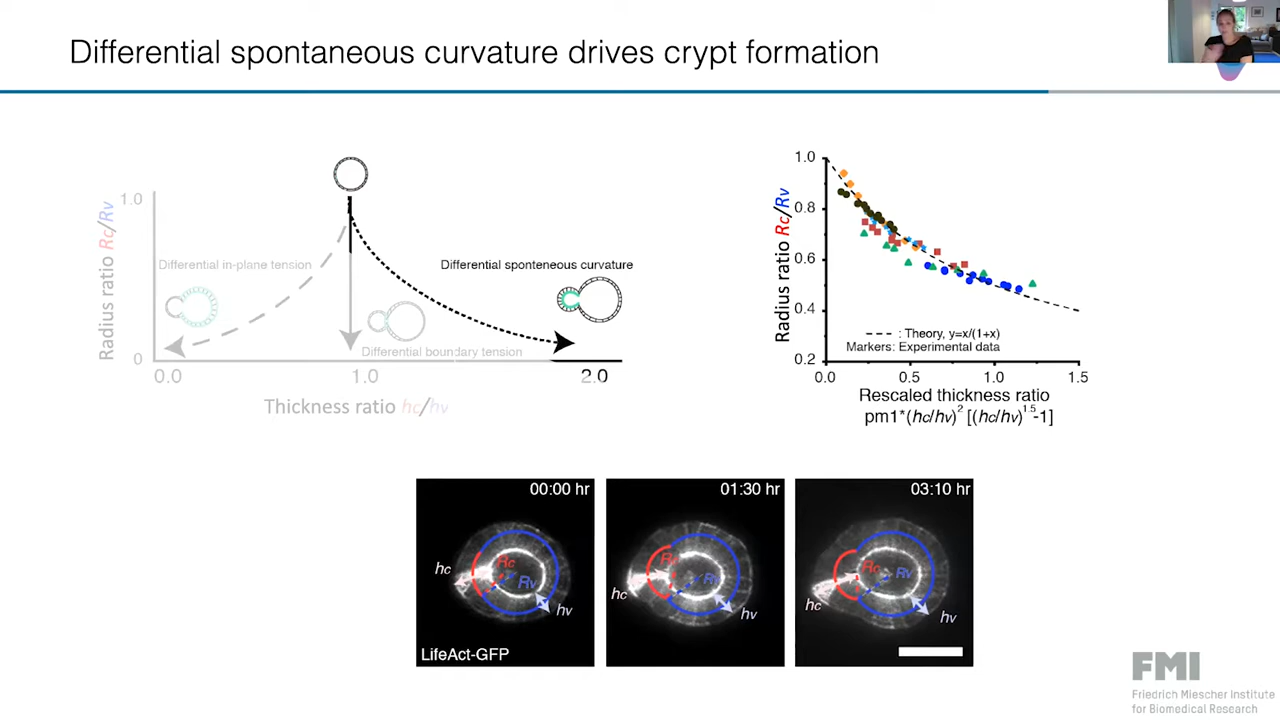 Differential spontaneous curvature drives crypt formation
Radius ratio Rc/Rv
1.0
0
Differential in-plane tension
Differential sponteneous curvature
Differential boundary tension
0.0
1.0
2.0
Thickness ratio hc/hv
Radius ratio Rc/Rv
1.0
0.8
0.6
0.4
0.2
: Theory, y=x/(1+x)
Markers: Experimental data
0.0
0.5
1.0
1.5
Rescaled thickness ratio
pm1*(hc/hv)² [(hc/hv)¹·⁵-1]
00:00 hr
hc
Rc
Rv
hv
LifeAct-GFP
01:30 hr
hc
Rc
Rv
hv
03:10 hr
hc
Rc
Rv
hv
FMI
Friedrich Miescher Institute
for Biomedical Research